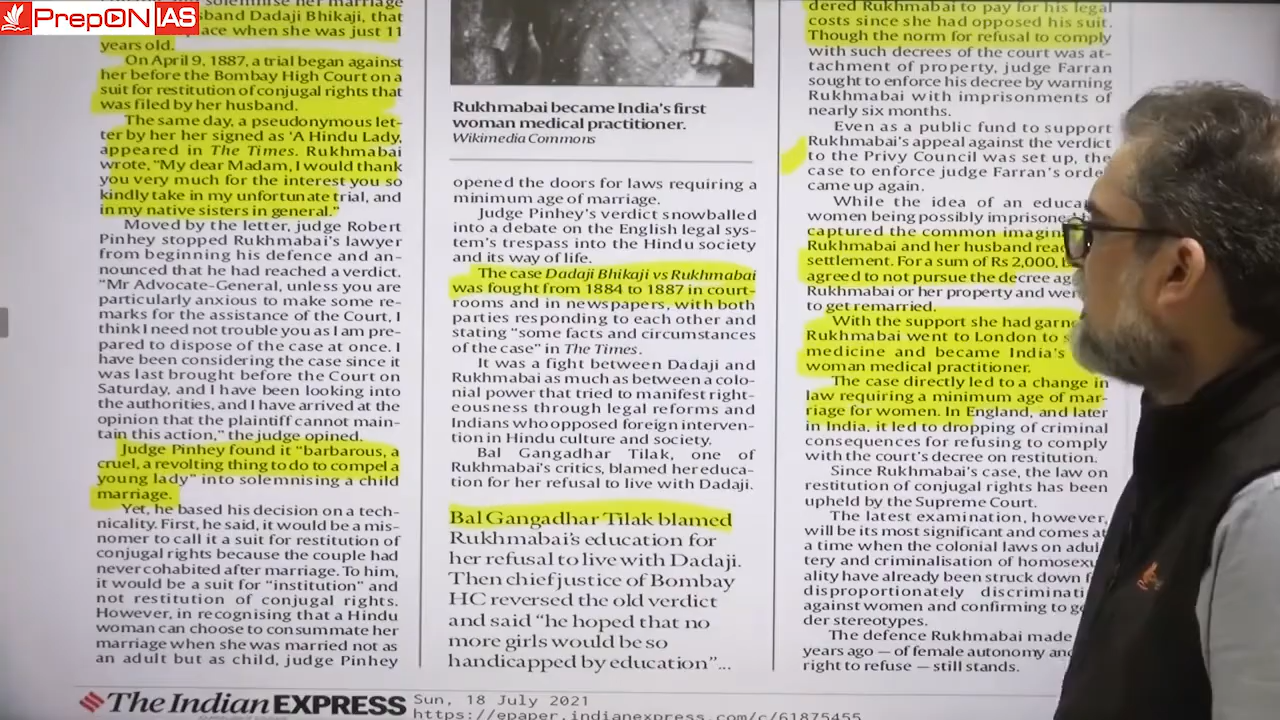 PrepON IAS
sband Dadaji Bhikaji, that
ace when she was just 11
years old.
On April 9, 1887, a trial began against
her before the Bombay High Court on a
suit for restitution of conjugal rights that
was filed by her husband.
The same day, a pseudonymous let-
ter by her her signed as 'A Hindu Lady,
appeared in The Times. Rukhmabai
wrote, "My dear Madam, I would thank
you very much for the interest you so
kindly take in my unfortunate trial, and
in my native sisters in general."
Moved by the letter, judge Robert
Pinhey stopped Rukhmabai's lawyer
from beginning his defence and an-
nounced that he had reached a verdict.
"Mr Advocate-General, unless you are
particularly anxious to make some re-
marks for the assistance of the Court, I
think I need not trouble you as I am pre-
pared to dispose of the case at once. I
have been considering the case since it
was last brought before the Court on
Saturday, and I have been looking into
the authorities, and I have arrived at the
opinion that the plaintiff cannot main-
tain this action," the judge opined.
Judge Pinhey found it "barbarous, a
cruel, a revolting thing to do to compel a
young lady" into solemnising a child
marriage.
Yet, he based his decision on a tech-
nicality. First, he said, it would be a mis-
nomer to call it a suit for restitution of
conjugal rights because the couple had
never cohabited after marriage. To him,
it would be a suit for "institution" and
not restitution of conjugal rights.
However, in recognising that a Hindu
woman can choose to consummate her
marriage when she was married not as
an adult but as child, judge Pinhey
Rukhmabai became India's first
woman medical practitioner.
Wikimedia Commons
opened the doors for laws requiring a
minimum age of marriage.
Judge Pinhey's verdict snowballed
into a debate on the English legal sys-
tem's trespass into the Hindu society
and its way of life.
The case Dadaji Bhikaji vs Rukhmabai
was fought from 1884 to 1887 in court-
rooms and in newspapers, with both
parties responding to each other and
stating "some facts and circumstances
of the case" in The Times.
It was a fight between Dadaji and
Rukhmabai as much as between a colo-
nial power that tried to manifest right-
eousness through legal reforms and
Indians who opposed foreign interven-
tion in Hindu culture and society.
Bal Gangadhar Tilak, one of
Rukhmabai's critics, blamed her educa-
tion for her refusal to live with Dadaji.
Bal Gangadhar Tilak blamed
Rukhmabai's education for
her refusal to live with Dadaji.
Then chief justice of Bombay
HC reversed the old verdict
and said "he hoped that no
more girls would be so
handicapped by education"...
dered Rukhmabai to pay for his legal
costs since she had opposed his suit.
Though the norm for refusal to comply
with such decrees of the court was at-
tachment of property, judge Farran
sought to enforce his decree by warning
Rukhmabai with imprisonments of
nearly six months.
Even as a public fund to support
Rukhmabai's appeal against the verdict
to the Privy Council was set up, the
case to enforce judge Farran's orde
came up again.
While the idea of an educa
women being possibly imprisone
captured the common imagin
Rukhmabai and her husband reac
settlement. For a sum of Rs 2,000,
agreed to not pursue the decree ag
Rukhmabai or her property and wen
to get remarried.
With the support she had garne
Rukhmabai went to London to s
medicine and became India's
woman medical practitioner.
The case directly led to a change in
law requiring a minimum age of mar-
riage for women. In England, and later
in India, it led to dropping of criminal
consequences for refusing to comply
with the court's decree on restitution.
Since Rukhmabai's case, the law on
restitution of conjugal rights has been
upheld by the Supreme Court.
The latest examination, however,
will be its most significant and comes at
a time when the colonial laws on adul
tery and criminalisation of homosexu
ality have already been struck down f
disproportionately discriminati
against women and confirming to ge
der stereotypes.
The defence Rukhmabai made
years ago — of female autonomy and
right to refuse — still stands.
The Indian EXPRESS
Sun, 18 July 2021
https://epaper.indianexpress.com/c/61875455